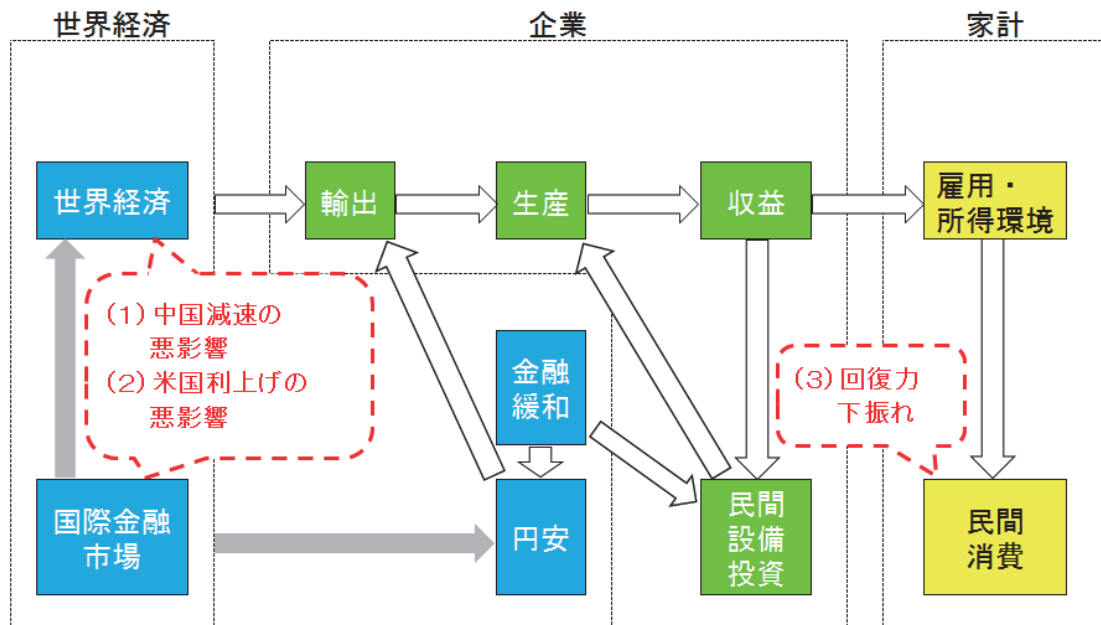 世界経済
企業
家計
世界経済
輸出
生産
収益
雇用・
所得環境
(1) 中国減速の
悪影響
(2) 米国利上げの
悪影響
金融
緩和
(3) 回復力
下振れ
国際金融
市場
円安
民間
設備
投資
民間
消費